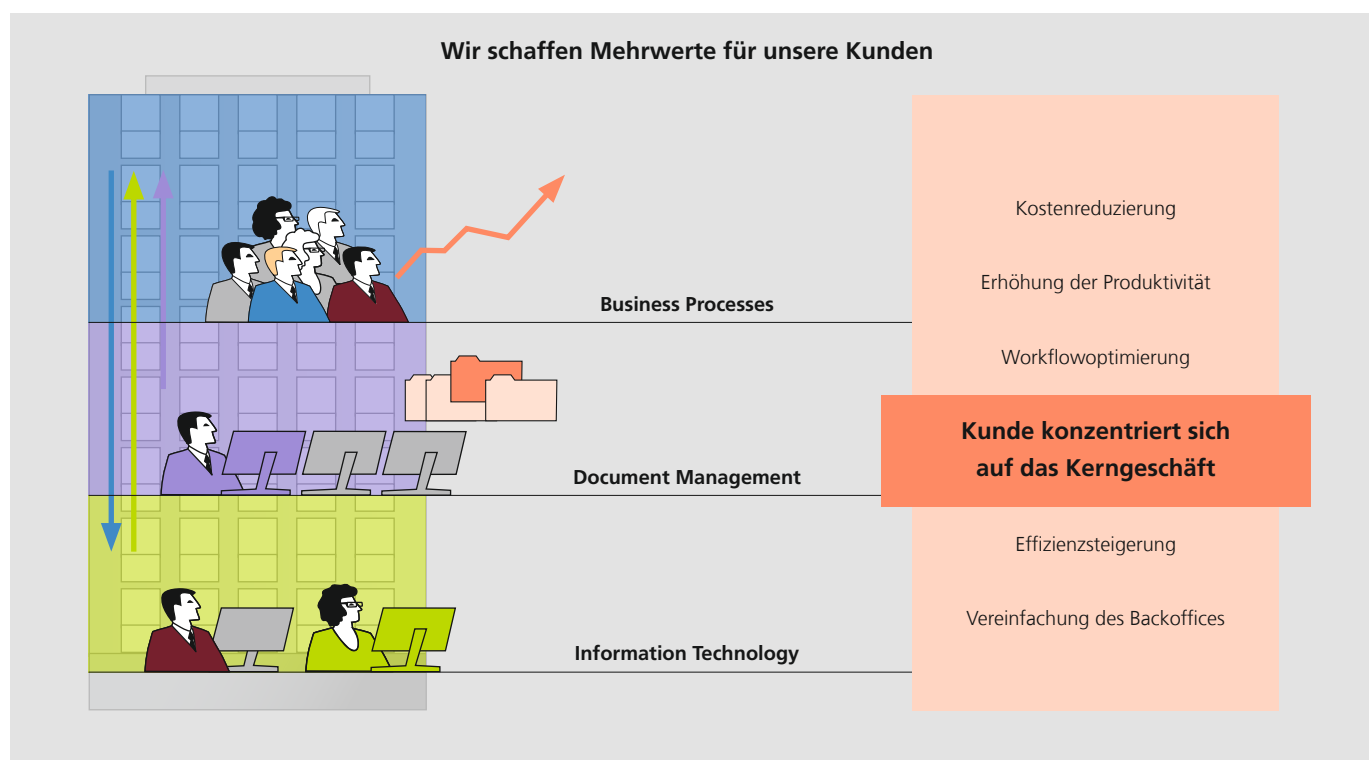 Wir schaffen Mehrwerte für unsere Kunden
Business Processes
Document Management
Information Technology
Kostenreduzierung
Erhöhung der Produktivität
Workflowoptimierung
Kunde konzentriert sich
auf das Kerngeschäft
Effizienzsteigerung
Vereinfachung des Backoffices